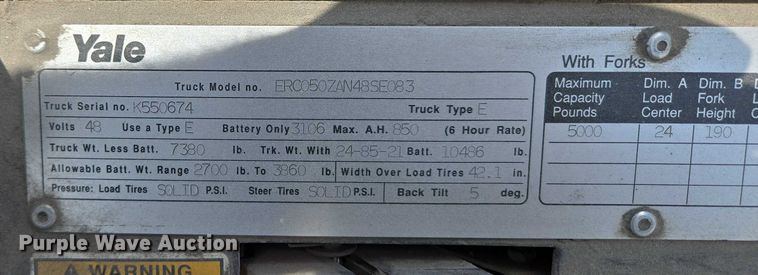 Yale
Truck Model no. ERC050ZAN48SE083
Truck Serial no. K550674 Truck Type E
Volts 48 Use a Type E Battery Only 3106 Max. A.H. 850 (6 Hour Rate)
Truck Wt. Less Batt. 7380 lb. Trk. Wt. With 24-85-21 Batt. 10486 lb.
Allowable Batt. Wt. Range 2700 lb. To 3860 lb. Width Over Load Tires 42.1 in.
Pressure: Load Tires SOLID P.S.I. Steer Tires SOLID P.S.I. Back Tilt 5 deg.
With Forks
Maximum Dim. A Dim. B
Capacity Load Fork
Pounds Center Height
5000 24 190
Purple Wave Auction
WARNING